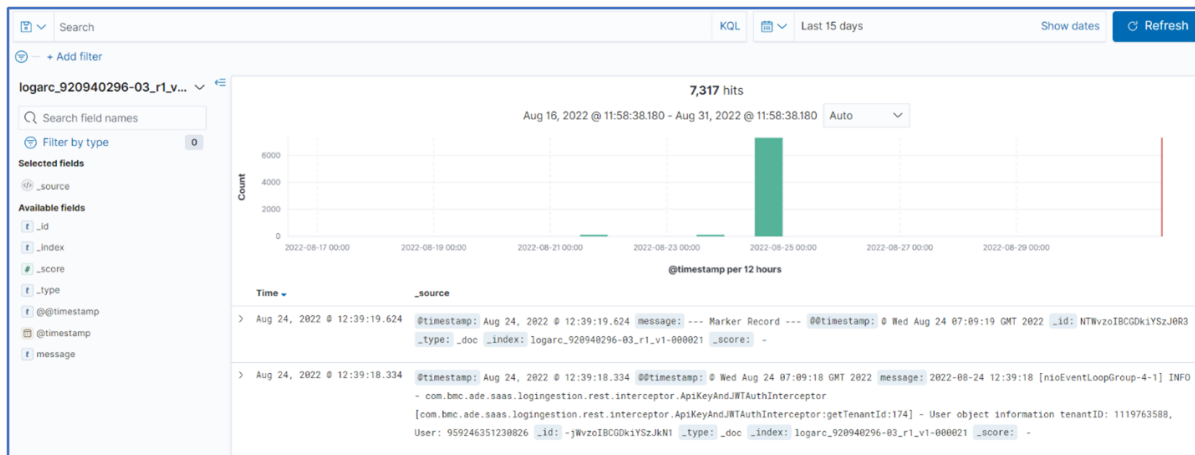 Search KQL Last 15 days Show dates Refresh
+ Add filter
logarc_920940296-03_r1_v...
Search field names
Filter by type 0
Selected fields
_source
Available fields
_id
_index
_score
_type
@@timestamp
@timestamp
message
7,317 hits
Aug 16, 2022 @ 11:58:38.180 - Aug 31, 2022 @ 11:58:38.180 Auto
Count
6000
4000
2000
0
2022-08-17 00:00 2022-08-19 00:00 2022-08-21 00:00 2022-08-23 00:00 2022-08-25 00:00 2022-08-27 00:00 2022-08-29 00:00
@timestamp per 12 hours
Time _source
Aug 24, 2022 @ 12:39:19.624 @timestamp: Aug 24, 2022 @ 12:39:19.624 message: --- Marker Record --- @@timestamp: @ Wed Aug 24 07:09:19 GMT 2022 _id: NTWvzoIBCGDkiYSzJ0R3
_type: _doc _index: logarc_920940296-03_r1_v1-000021 _score: -
Aug 24, 2022 @ 12:39:18.334 @timestamp: Aug 24, 2022 @ 12:39:18.334 @@timestamp: @ Wed Aug 24 07:09:18 GMT 2022 message: 2022-08-24 12:39:18 [nioEventLoopGroup-4-1] INFO
- com.bmc.ade.saas.logingestion.rest.interceptor.ApiKeyAndJWTAuthInterceptor
[com.bmc.ade.saas.logingestion.rest.interceptor.ApiKeyAndJWTAuthInterceptor:getTenantId:174] - User object information tenantID: 1119763588,
User: 959246351230826 _id: -jWvzoIBCGDkiYSzJkN1 _type: _doc _index: logarc_920940296-03_r1_v1-000021 _score: -